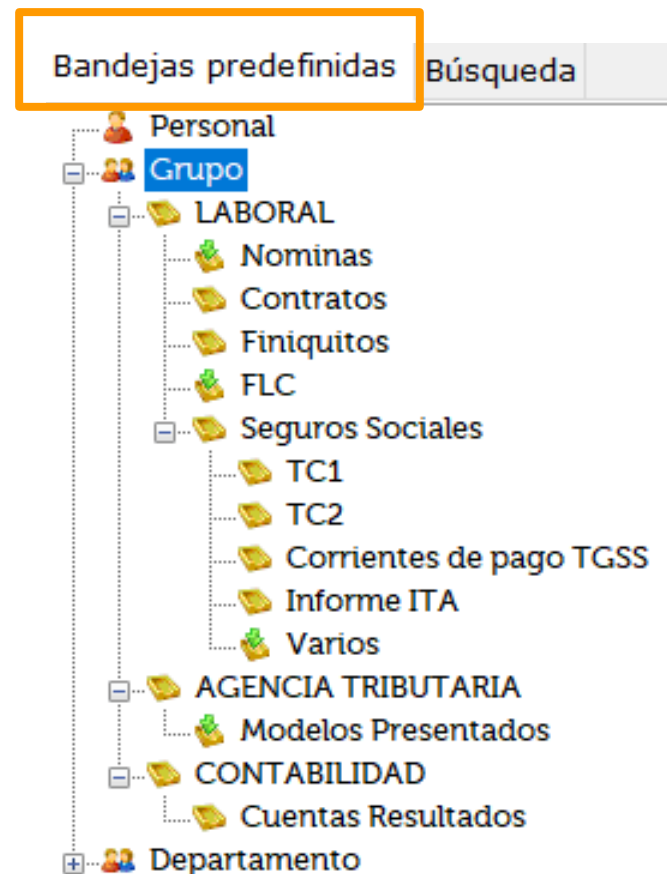 Bandejas predefinidas Búsqueda
Personal
Grupo
LABORAL
Nominas
Contratos
Finiquitos
FLC
Seguros Sociales
TC1
TC2
Corrientes de pago TGSS
Informe ITA
Varios
AGENCIA TRIBUTARIA
Modelos Presentados
CONTABILIDAD
Cuentas Resultados
Departamento